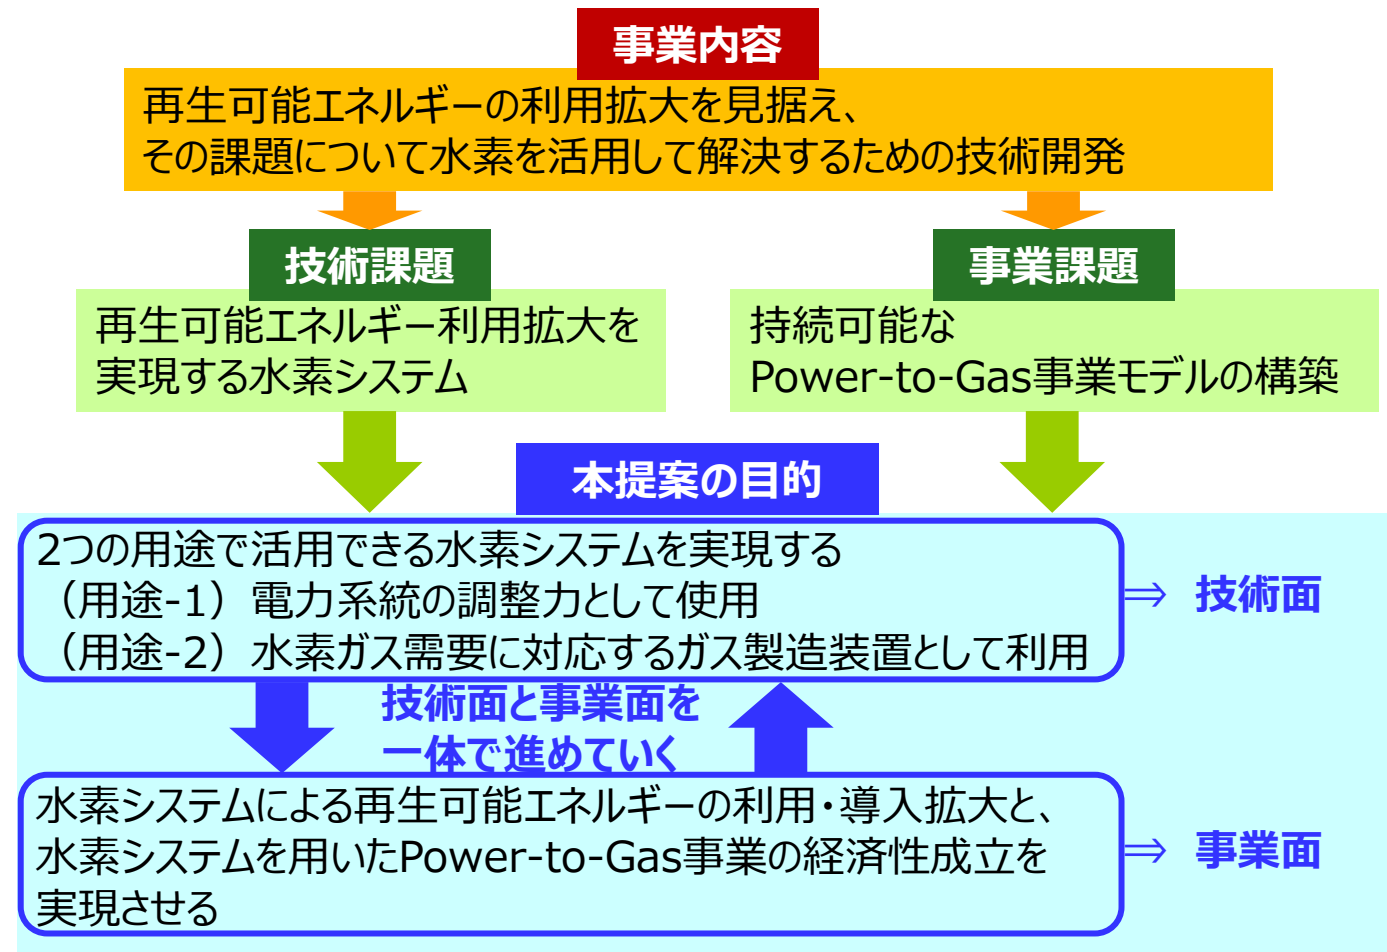 事業内容
再生可能エネルギーの利用拡大を見据え、
その課題について水素を活用して解決するための技術開発
技術課題
再生可能エネルギー利用拡大を
実現する水素システム
事業課題
持続可能な
Power-to-Gas事業モデルの構築
本提案の目的
2つの用途で活用できる水素システムを実現する
（用途-1）電力系統の調整力として使用
（用途-2）水素ガス需要に対応するガス製造装置として利用
⇒ 技術面
技術面と事業面を
一体で進めていく
水素システムによる再生可能エネルギーの利用・導入拡大と、
水素システムを用いたPower-to-Gas事業の経済性成立を
実現させる
⇒ 事業面